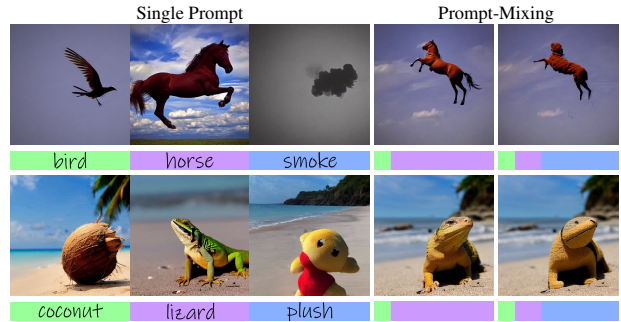 Single Prompt
Prompt-Mixing
bird
horse
smoke
coconut
lizard
plush